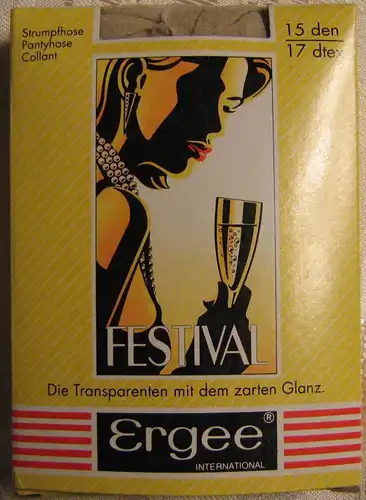 Strumpfhose
Pantyhose
Collant
15 den
17 dtex
FESTIVAL
Die Transparenten mit dem zarten Glanz.
Ergee®
INTERNATIONAL